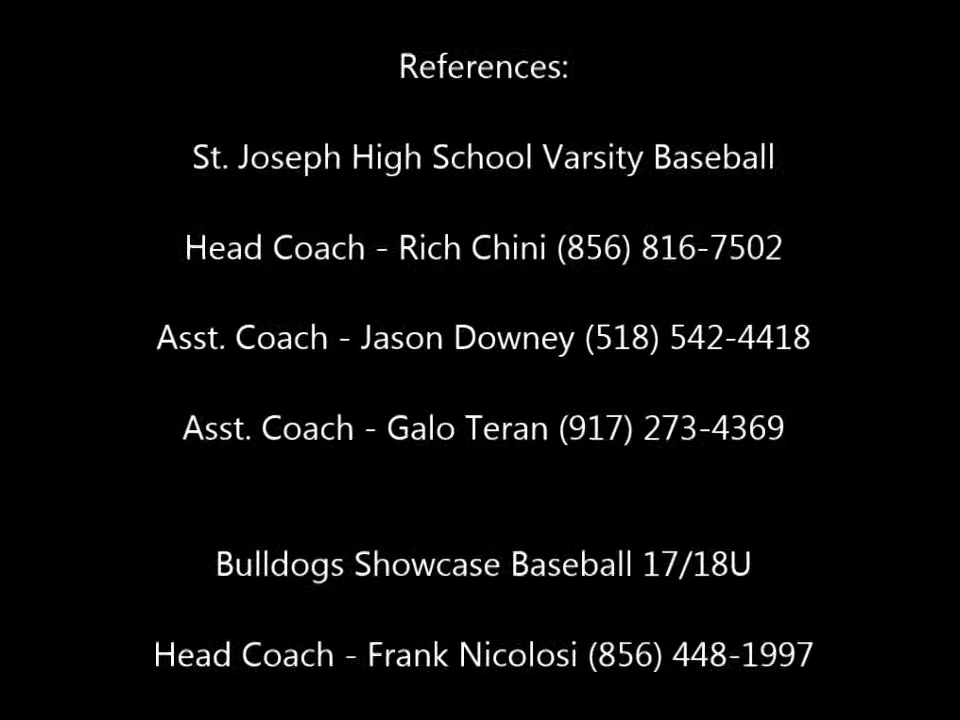 References:
St. Joseph High School Varsity Baseball
Head Coach - Rich Chini (856) 816-7502
Asst. Coach - Jason Downey (518) 542-4418
Asst. Coach - Galo Teran (917) 273-4369
Bulldogs Showcase Baseball 17/18U
Head Coach - Frank Nicolosi (856) 448-1997